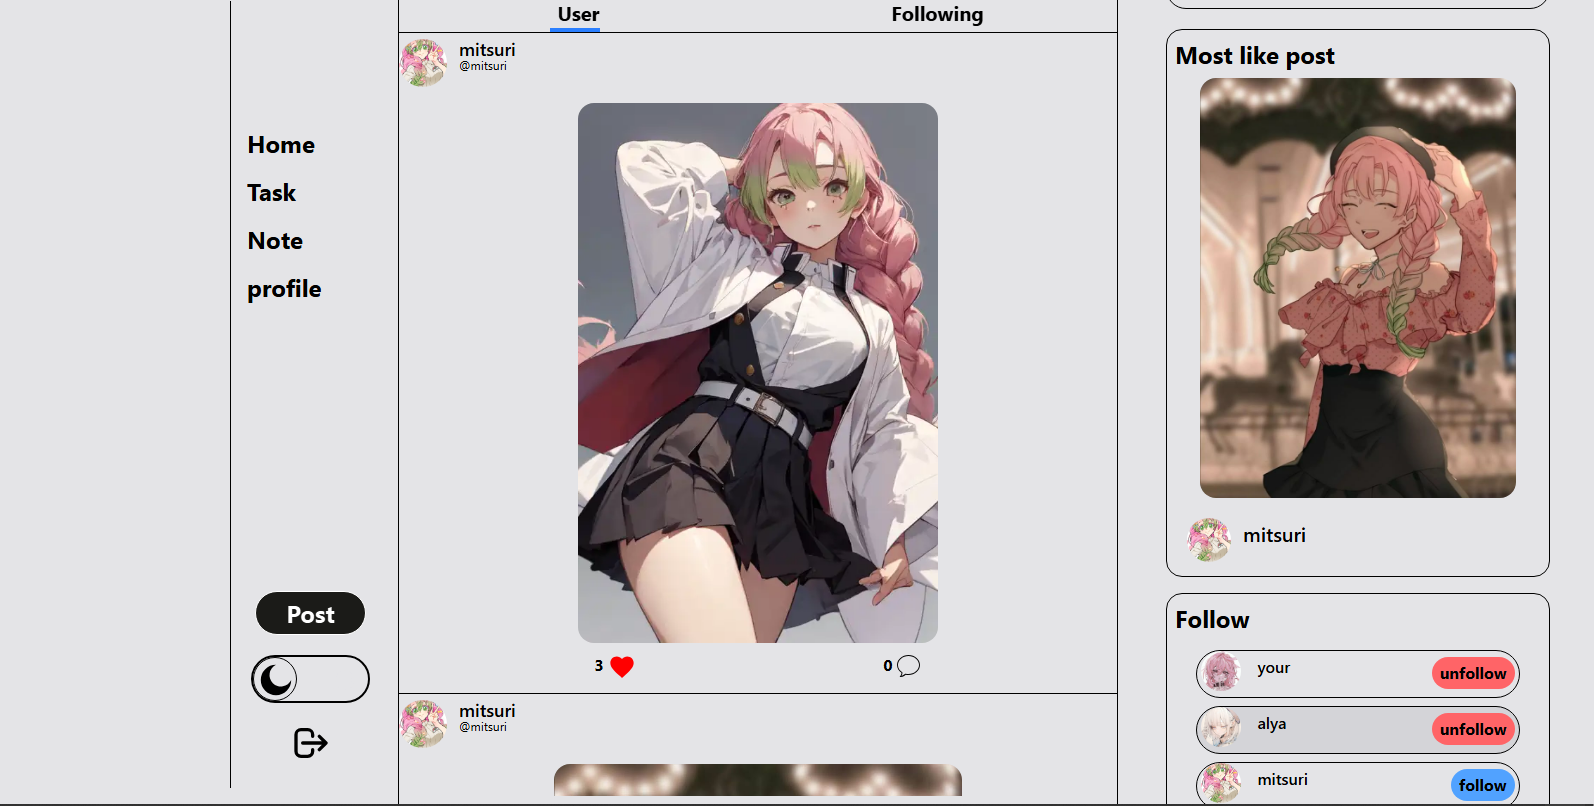 Home
Task
Note
profile
Post
User
Following
mitsuri
@mitsuri
3
0
mitsuri
@mitsuri
Most like post
mitsuri
Follow
your
unfollow
alya
unfollow
mitsuri
follow